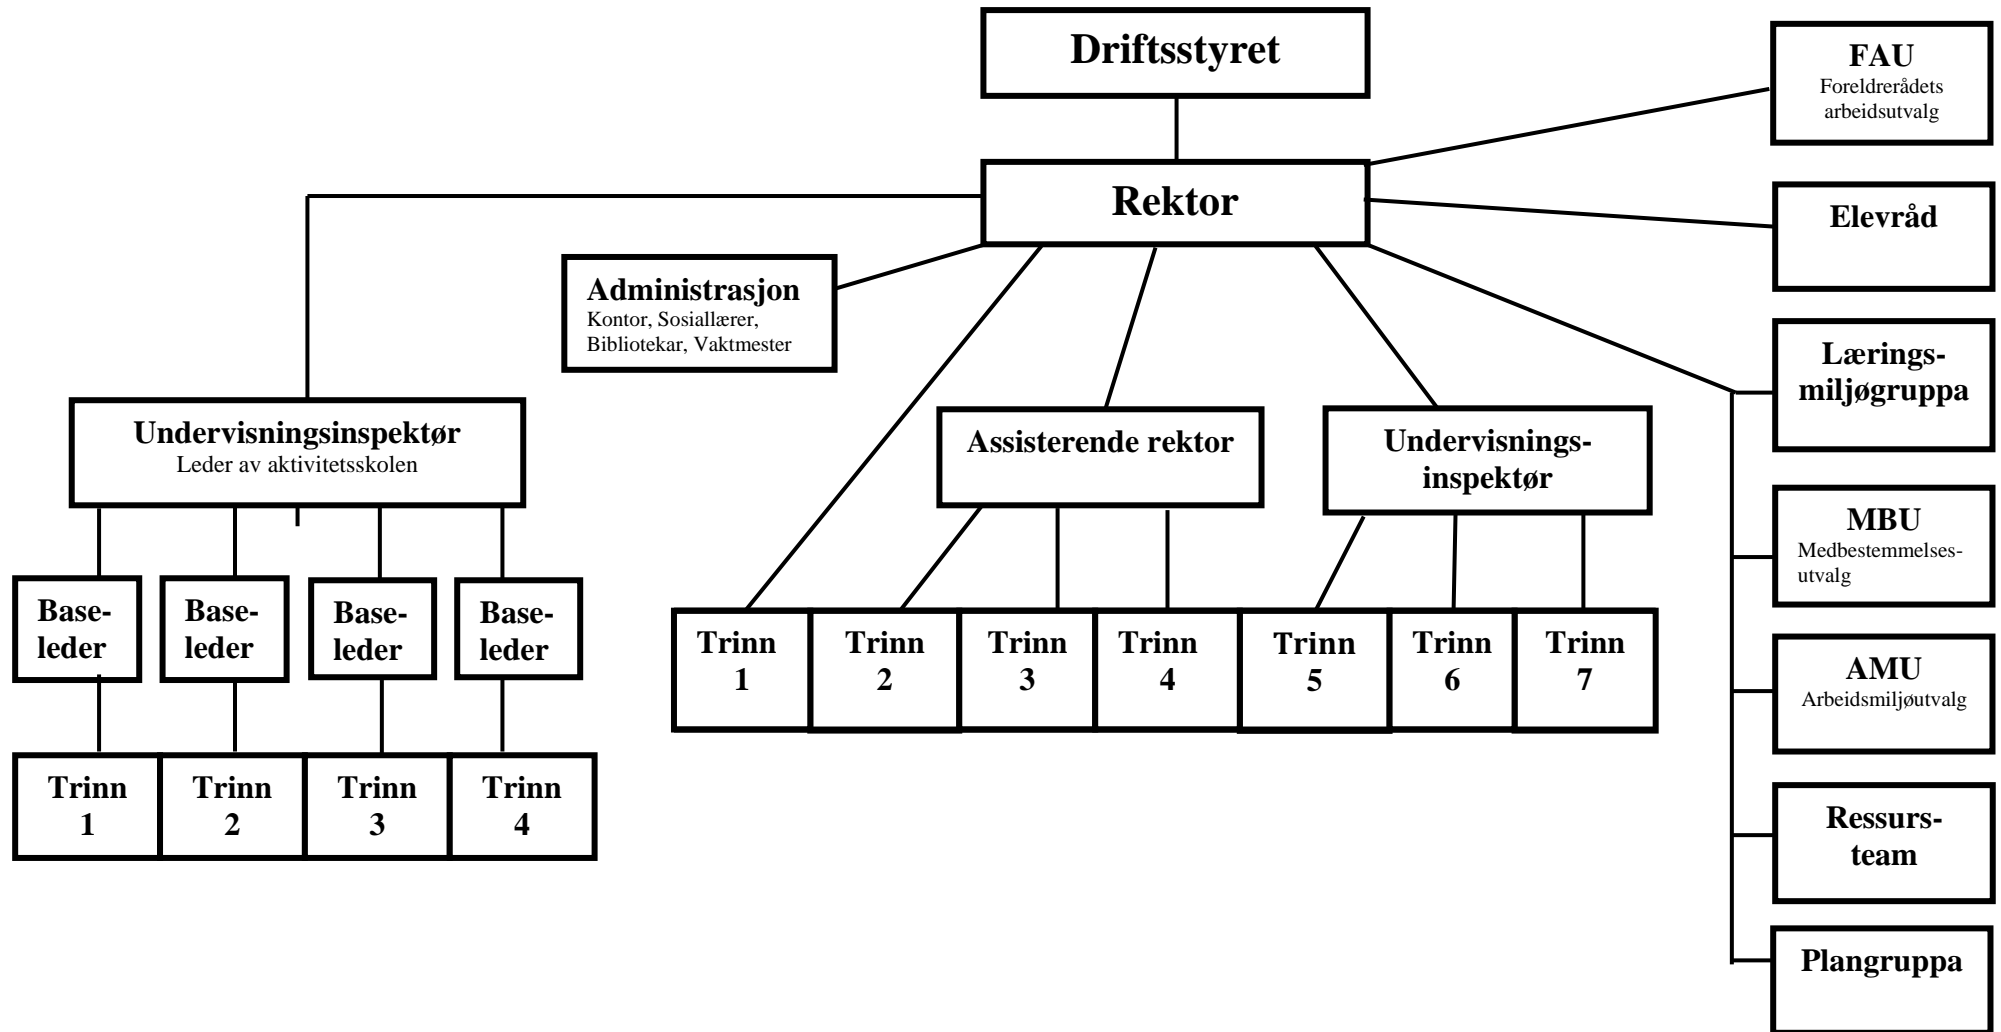 Driftsstyret
FAU
Foreldrerådets
arbeidsutvalg
Rektor
Elevråd
Administrasjon
Kontor, Sosiallærer,
Bibliotekar, Vaktmester
Lærings-
miljøgruppa
Undervisningsinspektør
Leder av aktivitetsskolen
Assisterende rektor
Undervisnings-
inspektør
MBU
Medbestemmelses-
utvalg
Base-
leder
Base-
leder
Base-
leder
Base-
leder
Trinn
1
Trinn
2
Trinn
3
Trinn
4
Trinn
5
Trinn
6
Trinn
7
AMU
Arbeidsmiljøutvalg
Trinn
1
Trinn
2
Trinn
3
Trinn
4
Ressurs-
team
Plangruppa